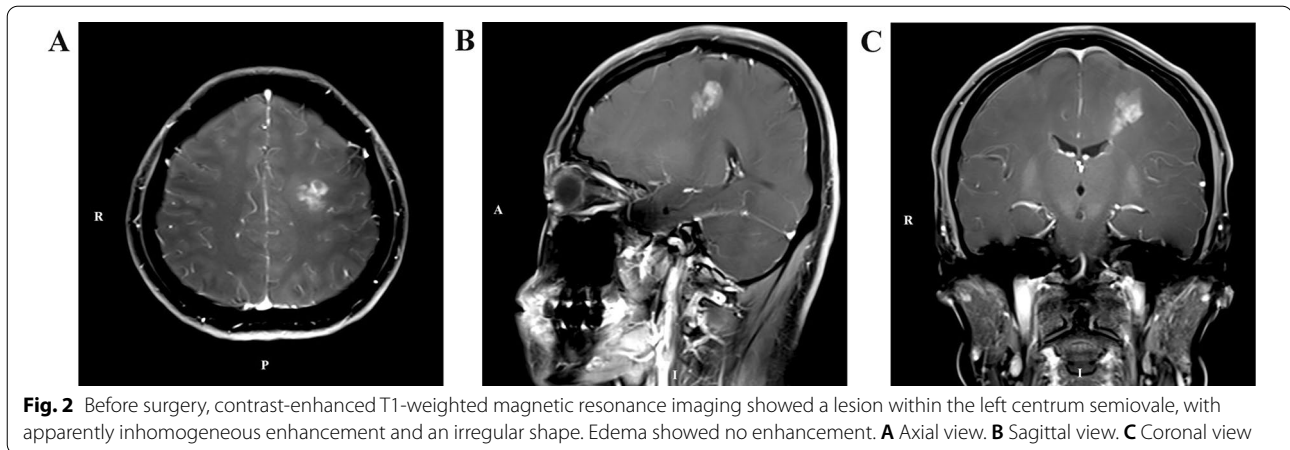 A
B
C
R
A
R
P
I
I
Fig. 2 Before surgery, contrast-enhanced T1-weighted magnetic resonance imaging showed a lesion within the left centrum semiovale, with
apparently inhomogeneous enhancement and an irregular shape. Edema showed no enhancement. A Axial view. B Sagittal view. C Coronal view